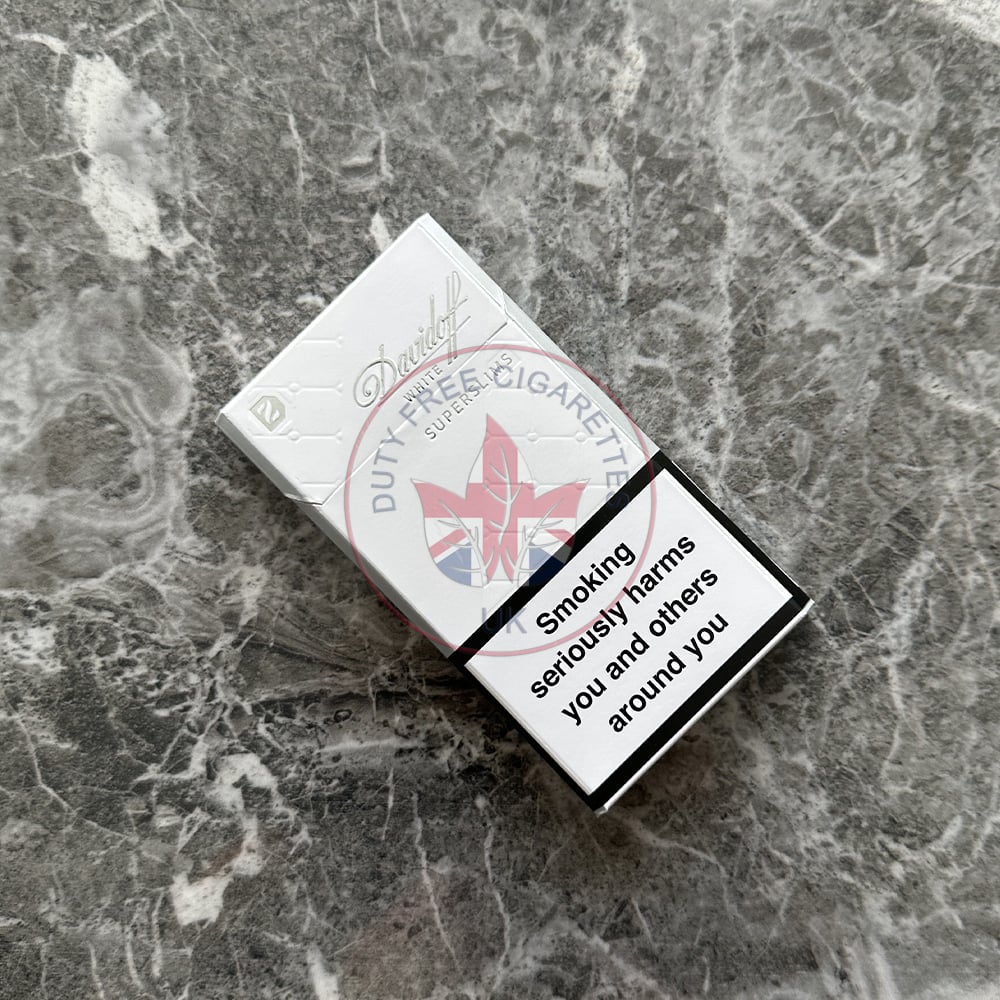 Davidoff
WHITE
SUPERSLIMS
DUTY FREE CIGARETTES
UK
Smoking
seriously harms
you and others
around you